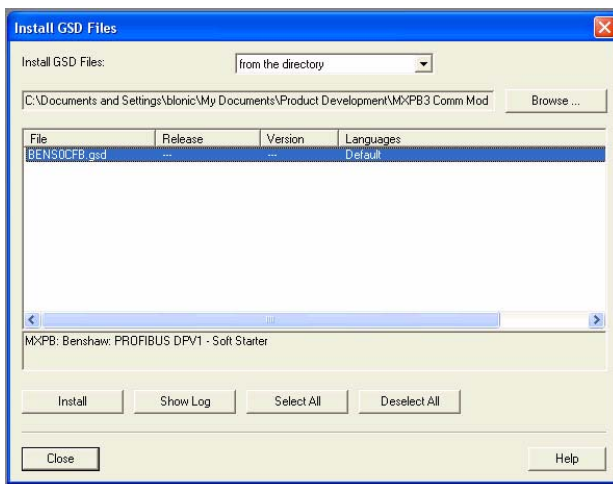 Install GSD Files
Install GSD Files: from the directory
C:\Documents and Settings\blonic\My Documents\Product Development\MXPB3 Comm Mod Browse ...
File Release Version Languages
BENS0CFB.gsd --- --- Default
MXPB: Benshaw: PROFIBUS DPV1 - Soft Starter
Install Show Log Select All Deselect All
Close Help